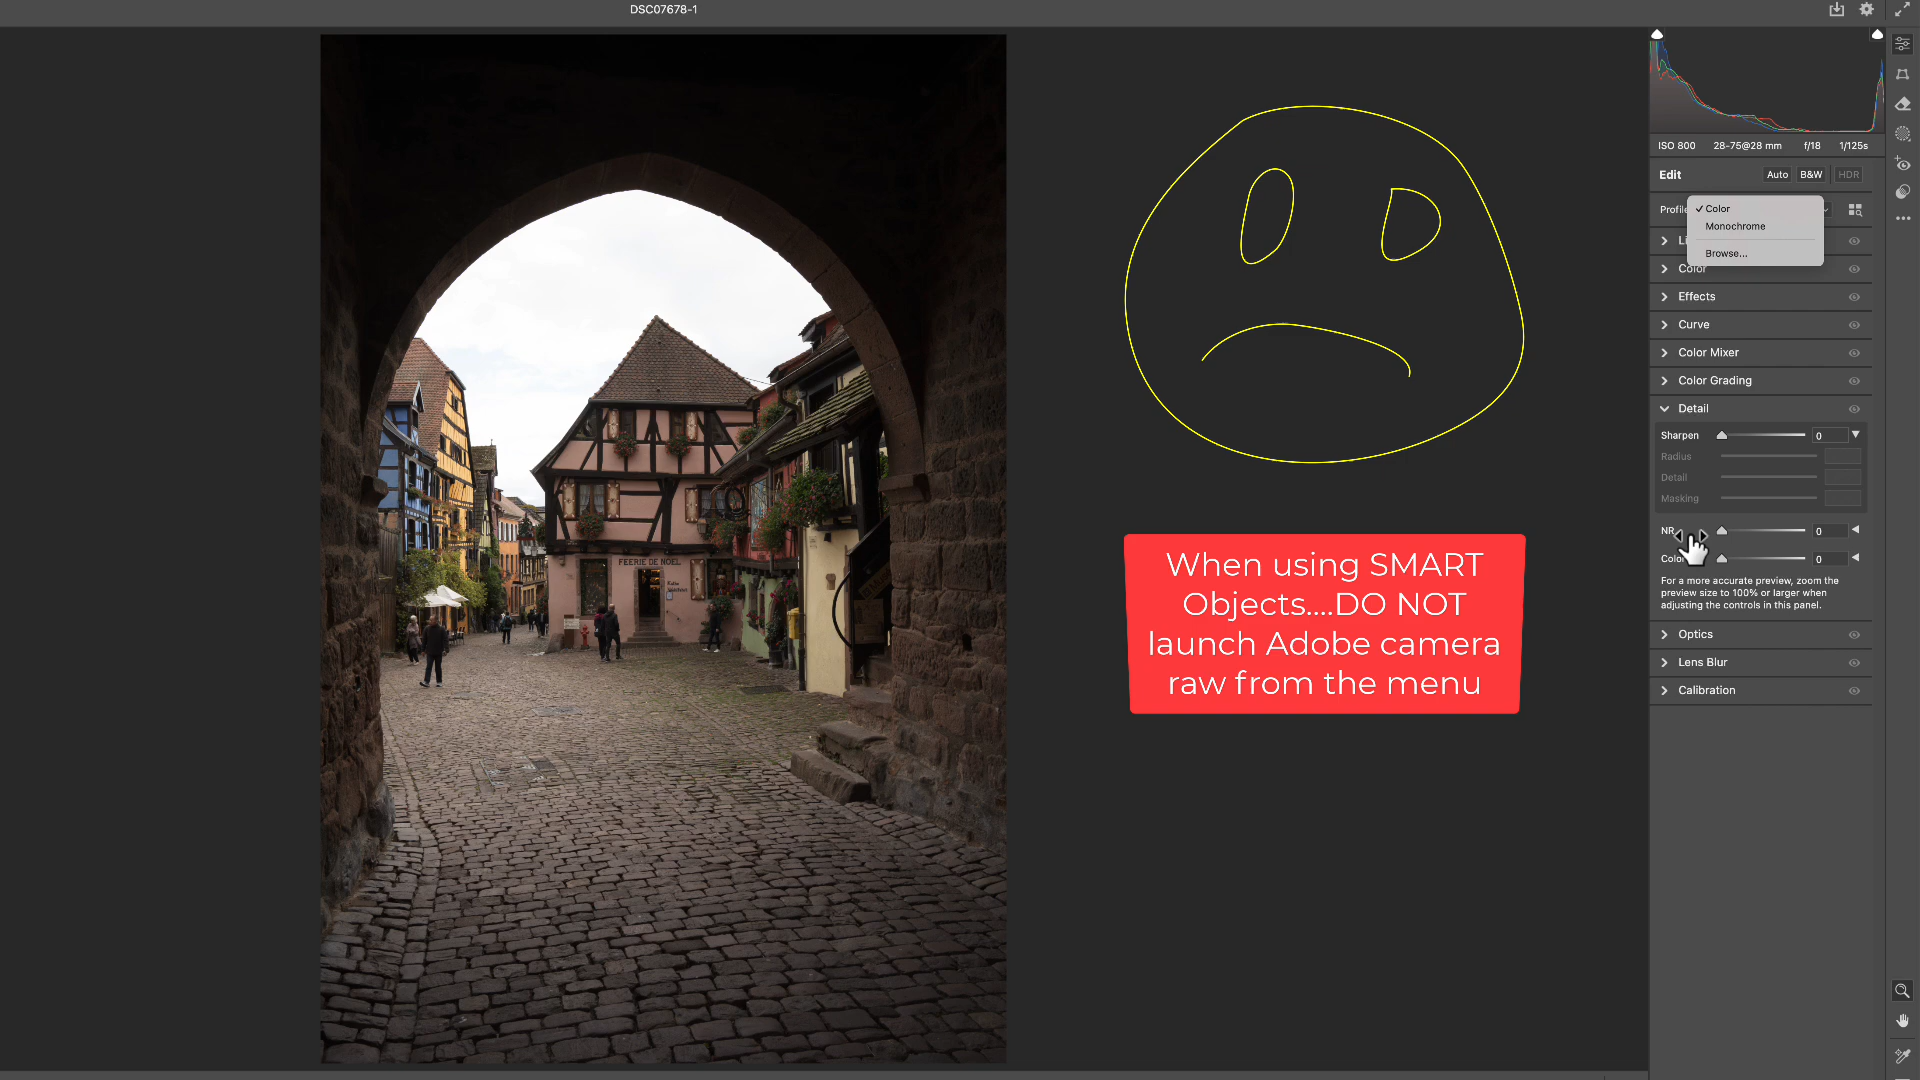 DSC07678-1
ISO 800 28-75@28 mm f/18 1/125s
Edit Auto B&W HDR
Profile
Color
Monochrome
Browse...
Color
Effects
Curve
Color Mixer
Color Grading
Detail
Sharpen 0
Radius
Detail
Masking
NR 0
Color 0
For a more accurate preview, zoom the
preview size to 100% or larger when
adjusting the controls in this panel.
Optics
Lens Blur
Calibration
When using SMART
Objects....DO NOT
launch Adobe camera
raw from the menu
FEERIE DE NOEL